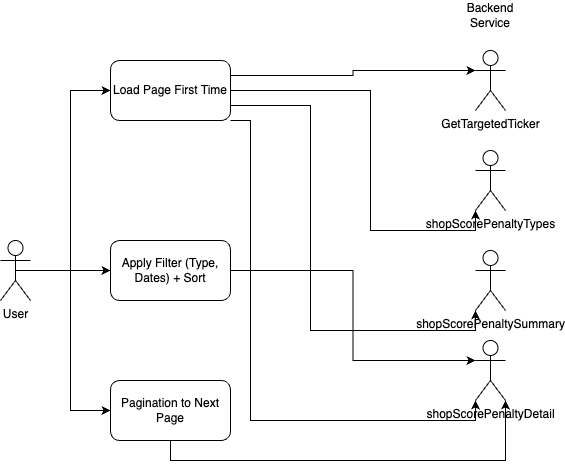 Backend
Service
Load Page First Time
GetTargetedTicker
shopScorePenaltyTypes
Apply Filter (Type,
Dates) + Sort
User
shopScorePenaltySummary
Pagination to Next
Page
shopScorePenaltyDetail